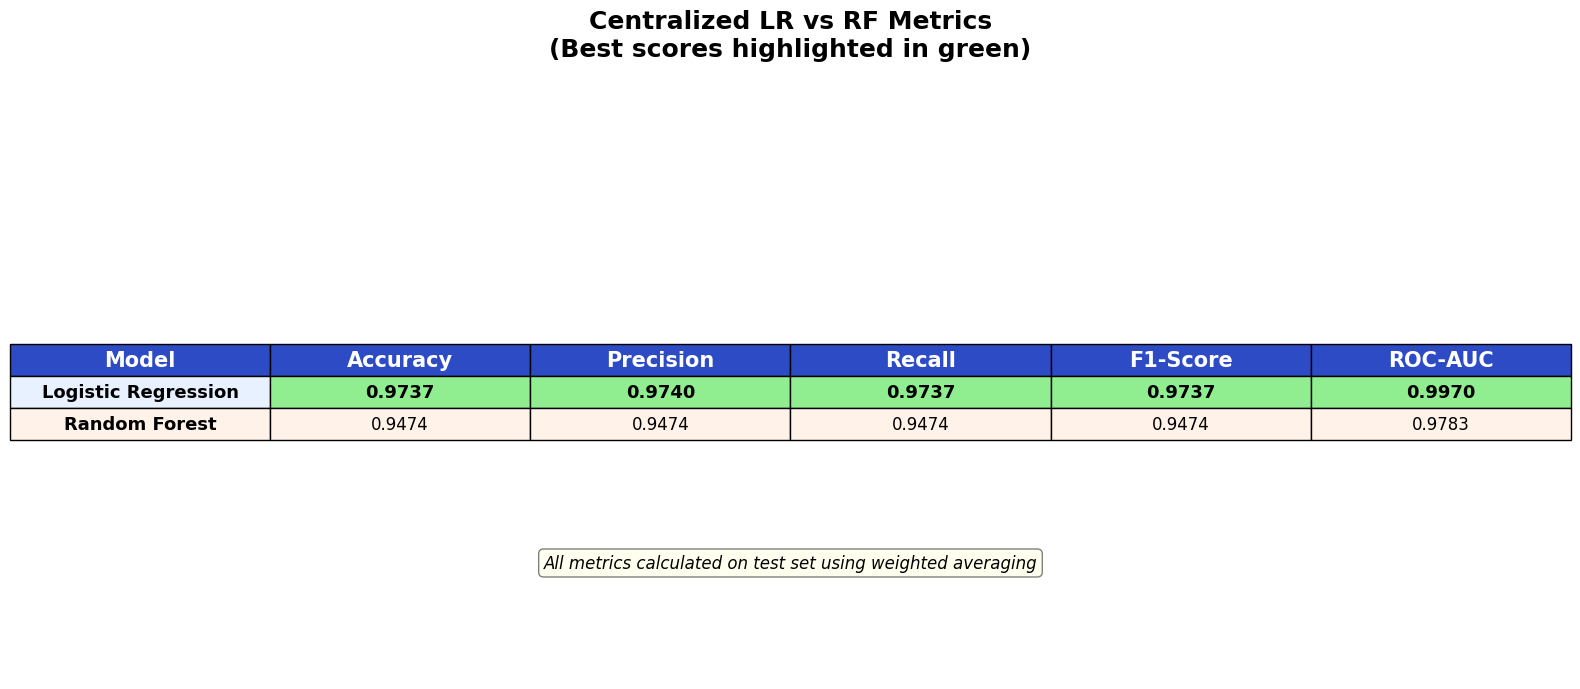 Centralized LR vs RF Metrics
(Best scores highlighted in green)
Model Accuracy Precision Recall F1-Score ROC-AUC
Logistic Regression 0.9737 0.9740 0.9737 0.9737 0.9970
Random Forest 0.9474 0.9474 0.9474 0.9474 0.9783
All metrics calculated on test set using weighted averaging